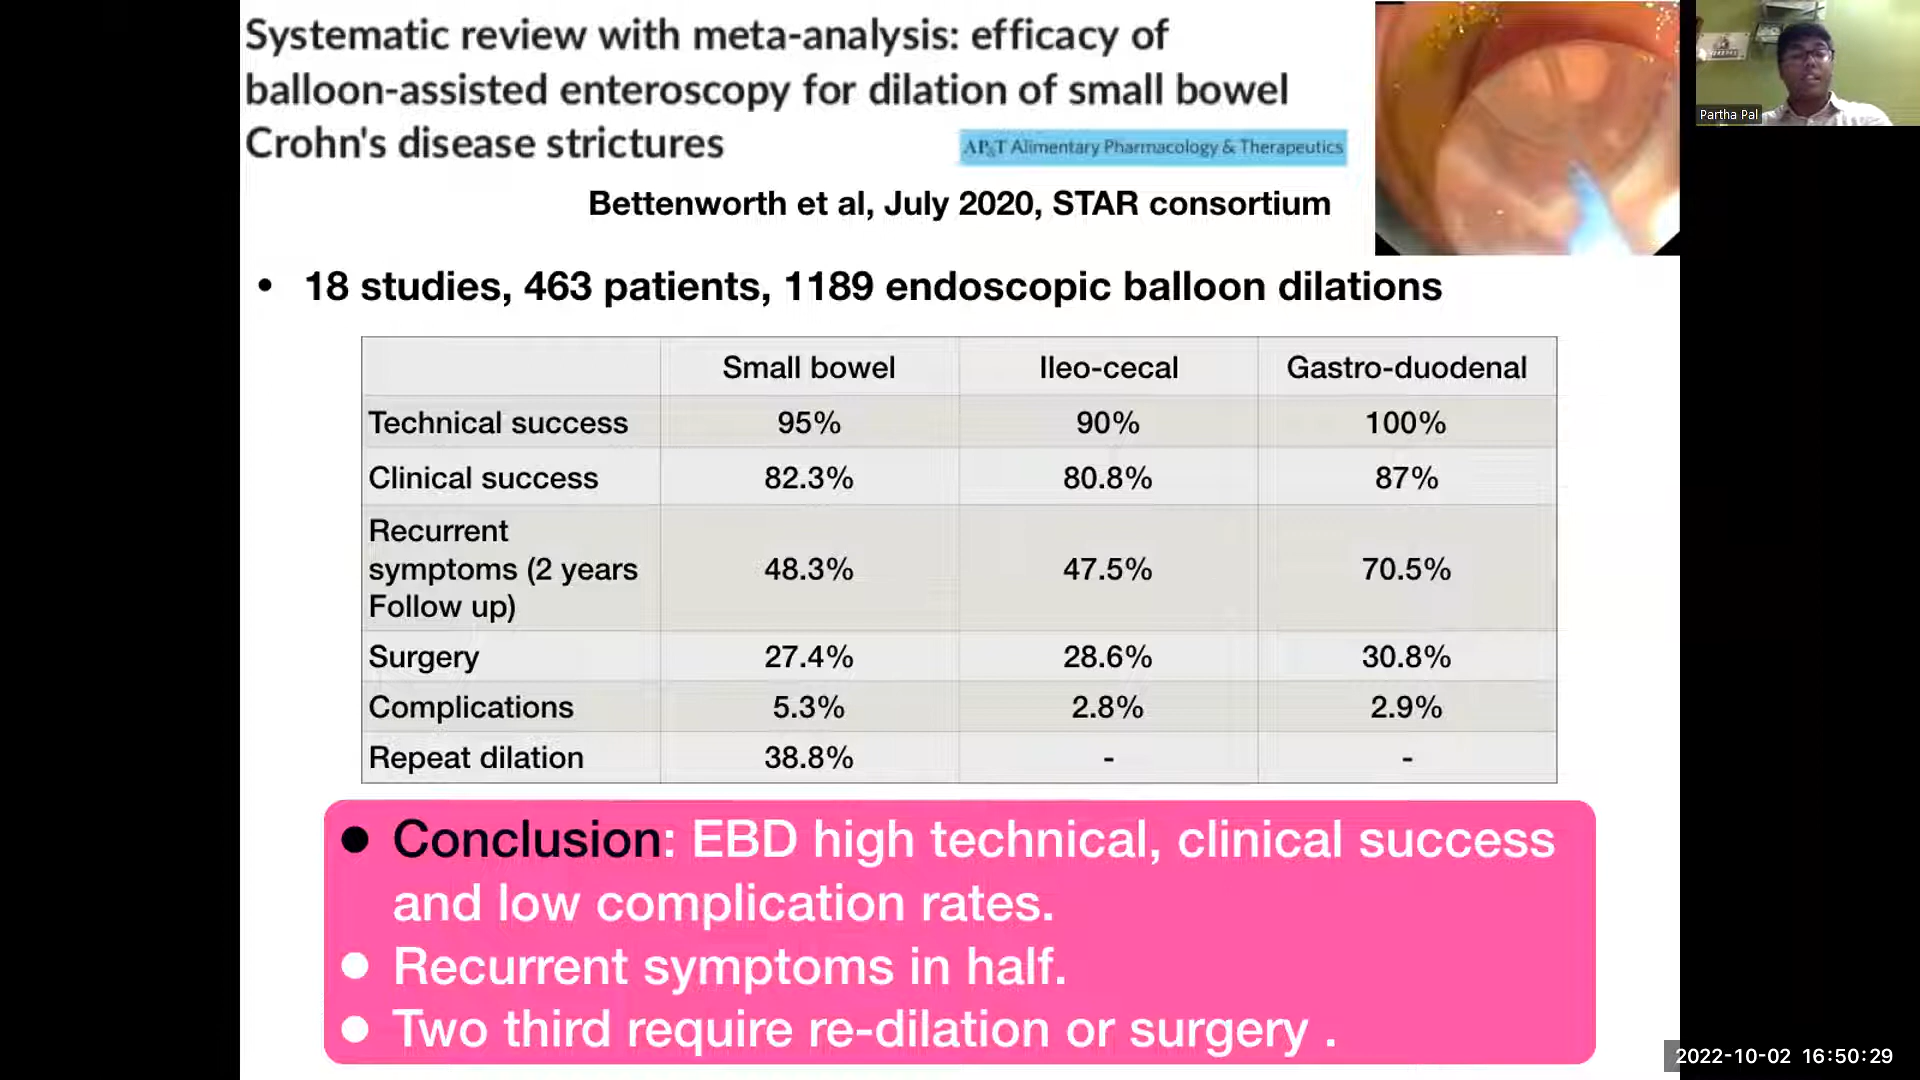 Systematic review with meta-analysis: efficacy of
balloon-assisted enteroscopy for dilation of small bowel
Crohn's disease strictures
AP&T Alimentary Pharmacology & Therapeutics
Bettenworth et al, July 2020, STAR consortium
Partha Pal
• 18 studies, 463 patients, 1189 endoscopic balloon dilations
Small bowel Ileo-cecal Gastro-duodenal
Technical success 95% 90% 100%
Clinical success 82.3% 80.8% 87%
Recurrent
symptoms (2 years 48.3% 47.5% 70.5%
Follow up)
Surgery 27.4% 28.6% 30.8%
Complications 5.3% 2.8% 2.9%
Repeat dilation 38.8% - -
● Conclusion: EBD high technical, clinical success
and low complication rates.
● Recurrent symptoms in half.
● Two third require re-dilation or surgery .
2022-10-02 16:50:29